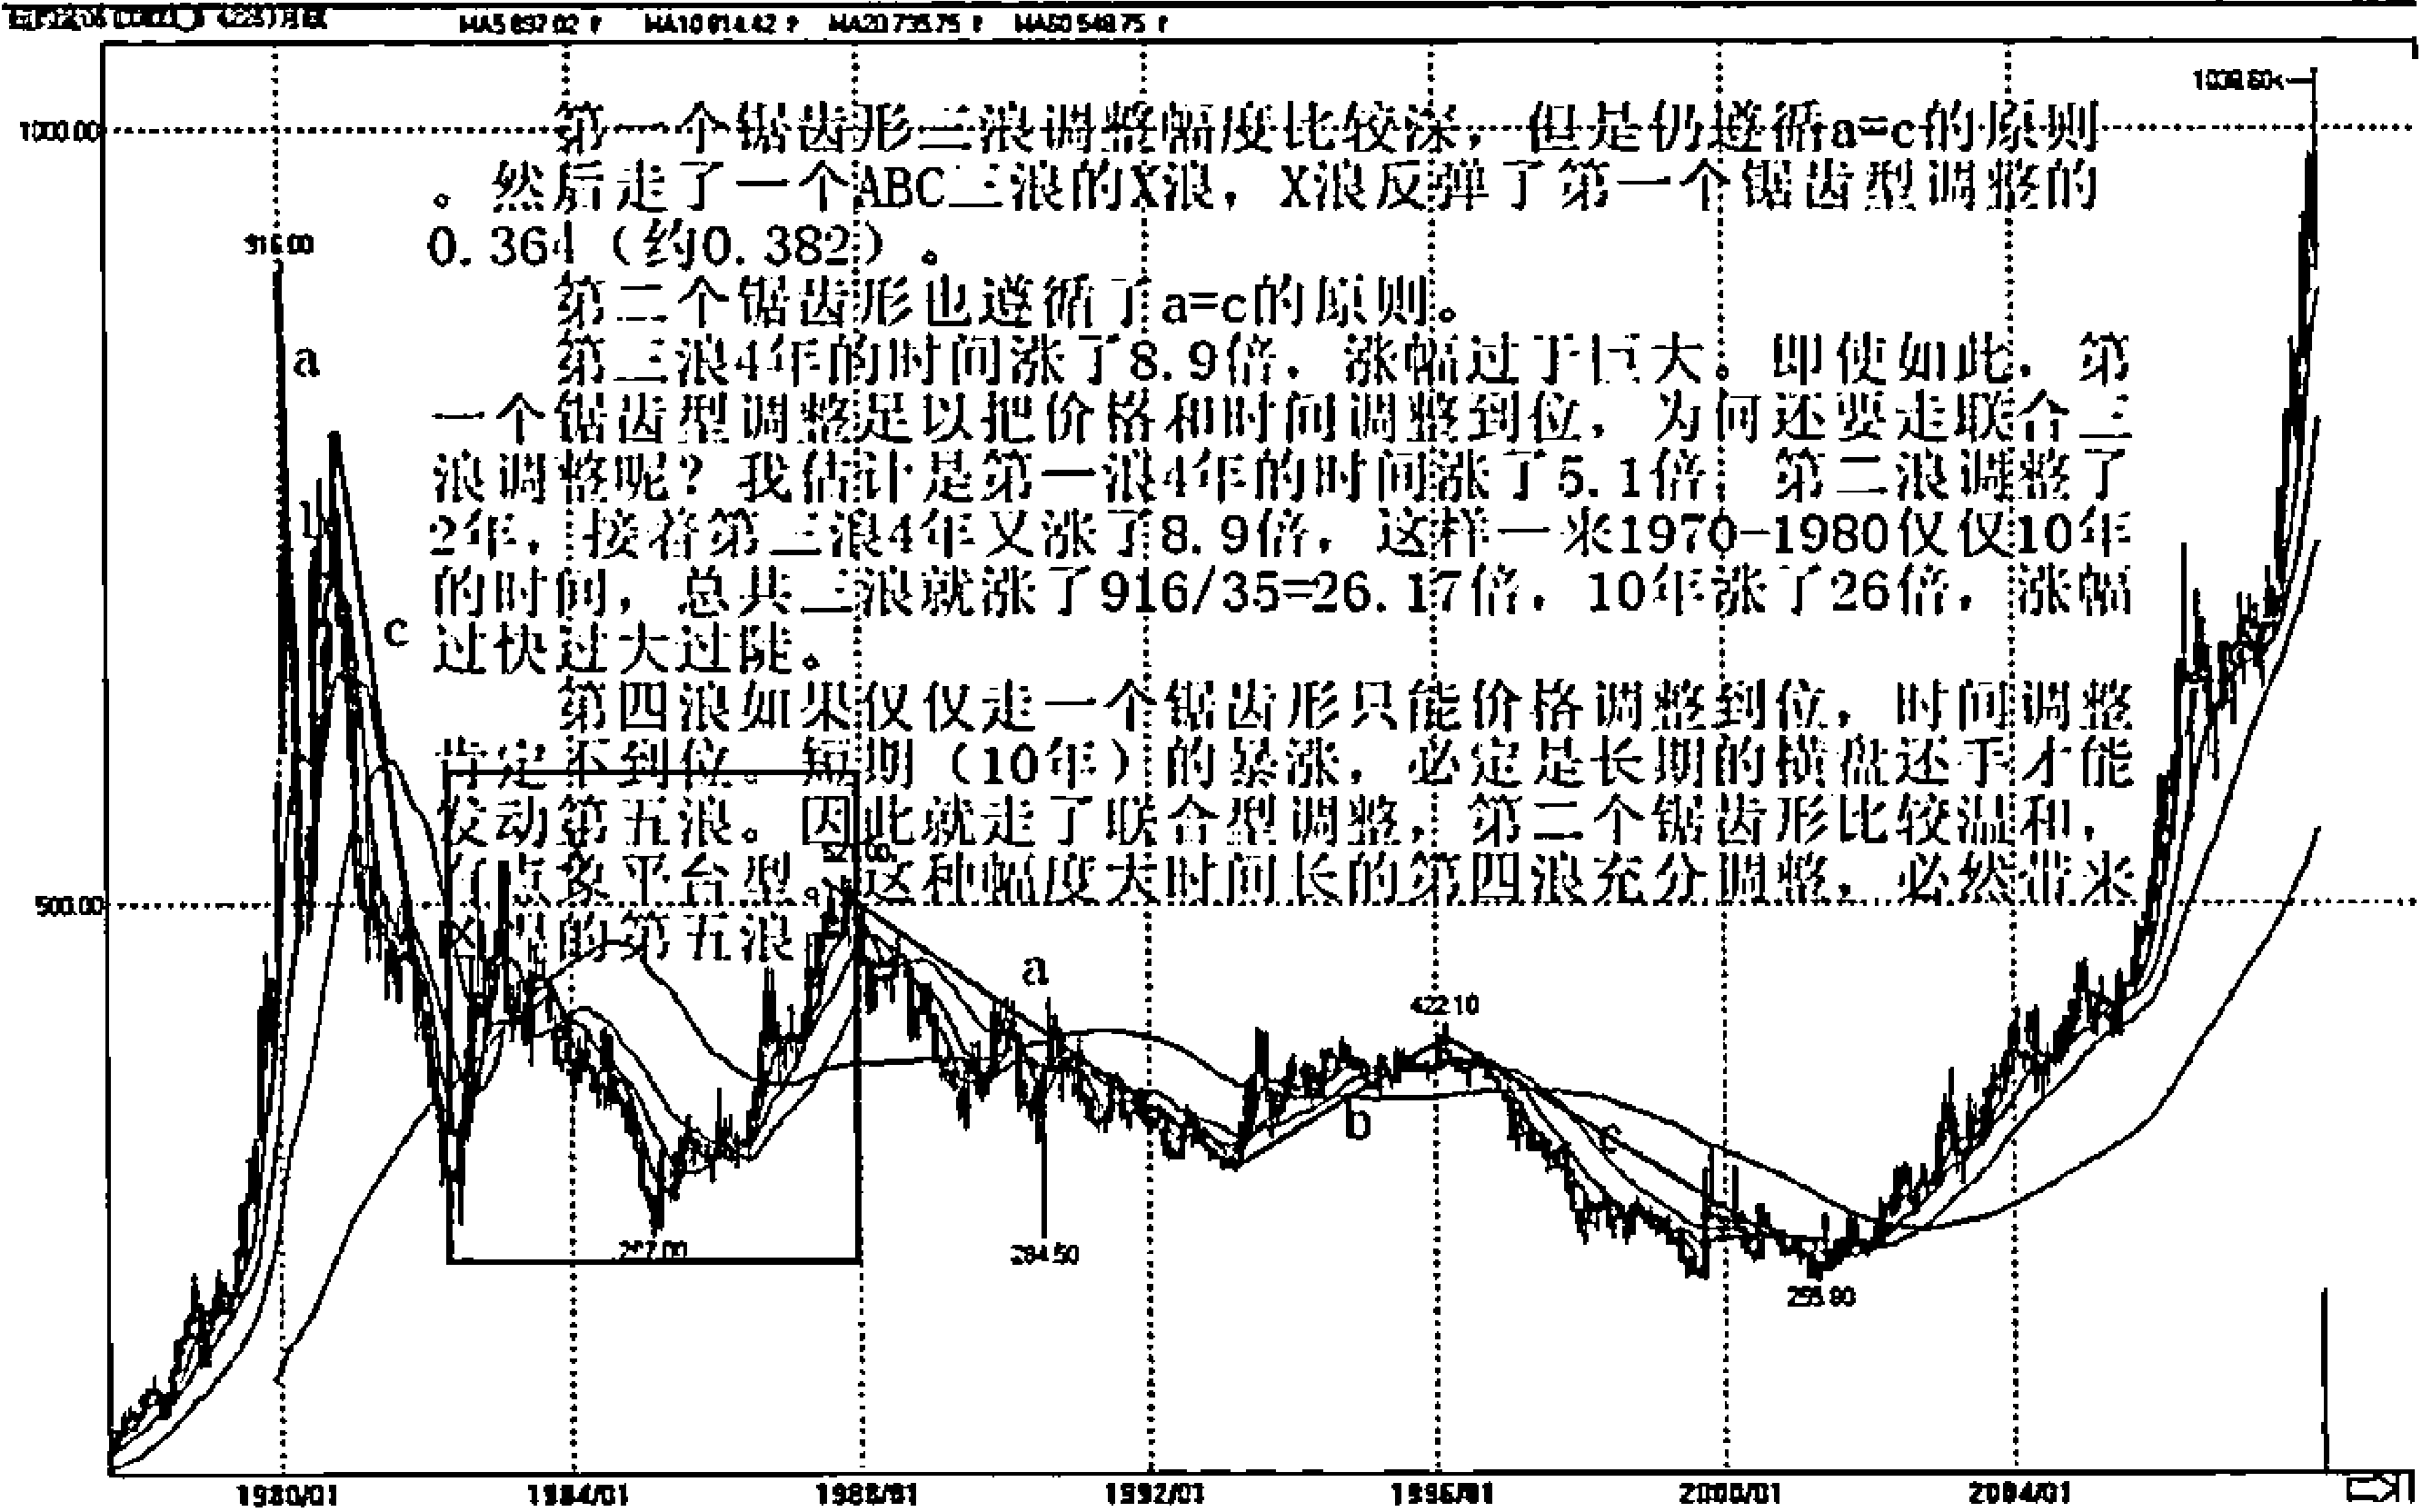 MA5 897.02 MA10 814.42 MA20 735.75 MA60 548.75
1038.60
1000.00
第一个锯齿形三浪调整幅度比较深，但是仍遵循a=c的原则
。然后走了一个ABC三浪的X浪，X浪反弹了第一个锯齿型调整的
0.364（约0.382）。
916.00
第二个锯齿形也遵循了a=c的原则。
第三浪4年的时间涨了8.9倍，涨幅过于巨大。即使如此，第
a
一个锯齿型调整足以把价格和时间调整到位，为何还要走联合三
浪调整呢？我估计是第一浪4年的时间涨了5.1倍 第二浪调整了
b
2年，接着第三浪4年又涨了8.9倍，这样一来1970-1980仅仅10年
的时间，总共三浪就涨了916/35=26.17倍，10年涨了26倍，涨幅
c
过快过大过陡。
第四浪如果仅仅走一个锯齿形只能价格调整到位，时间调整
肯定不到位。短期（10年）的暴涨，必定是长期的横盘还手才能
发动第五浪。因此就走了联合型调整，第二个锯齿形比较温和，
有点象平台型。这种幅度大时间长的第四浪充分调整，必然带来
500.00
的第五浪
a
422.10
b
c
284.50
255.80
1980/01 1984/01 1988/01 1992/01 1996/01 2000/01 2004/01